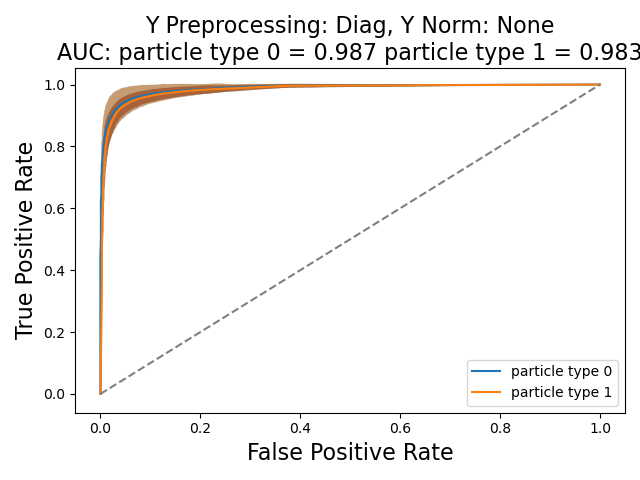 Y Preprocessing: Diag, Y Norm: None
AUC: particle type 0 = 0.987 particle type 1 = 0.983
True Positive Rate
1.0
0.8
0.6
0.4
0.2
0.0
particle type 0
particle type 1
0.0 0.2 0.4 0.6 0.8 1.0
False Positive Rate